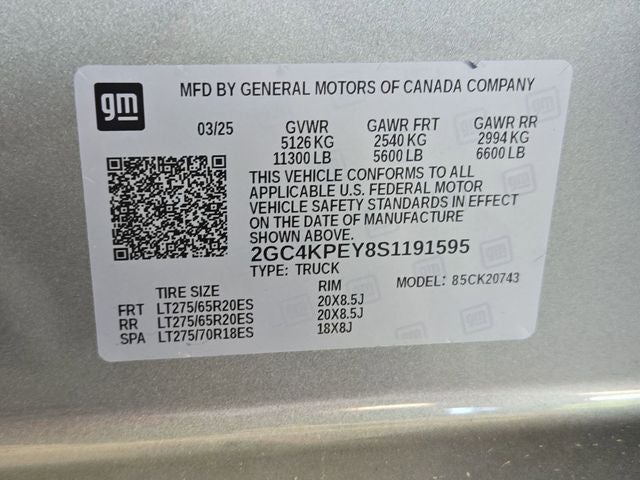 gm
MFD BY GENERAL MOTORS OF CANADA COMPANY
03/25 GVWR GAWR FRT GAWR RR
5126 KG 2540 KG 2994 KG
11300 LB 5600 LB 6600 LB
THIS VEHICLE CONFORMS TO ALL
APPLICABLE U.S. FEDERAL MOTOR
VEHICLE SAFETY STANDARDS IN EFFECT
ON THE DATE OF MANUFACTURE
SHOWN ABOVE.
2GC4KPEY8S1191595
TYPE: TRUCK MODEL: 85CK20743
TIRE SIZE RIM
FRT LT275/65R20ES 20X8.5J
RR LT275/65R20ES 20X8.5J
SPA LT275/70R18ES 18X8J